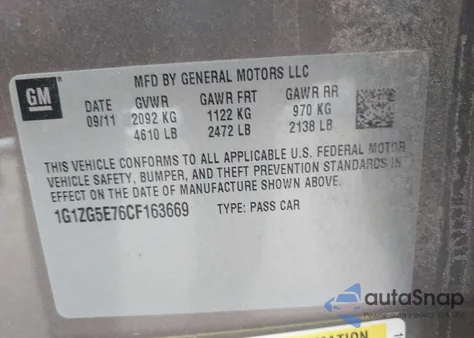 GM
MFD BY GENERAL MOTORS LLC
DATE GVWR GAWR FRT GAWR RR
09/11 2092 KG 1122 KG 970 KG
4610 LB 2472 LB 2138 LB
THIS VEHICLE CONFORMS TO ALL APPLICABLE U.S. FEDERAL MOTOR
VEHICLE SAFETY, BUMPER, AND THEFT PREVENTION STANDARDS IN
EFFECT ON THE DATE OF MANUFACTURE SHOWN ABOVE.
1G1ZG5E76CF163669 TYPE: PASS CAR
autoSnap